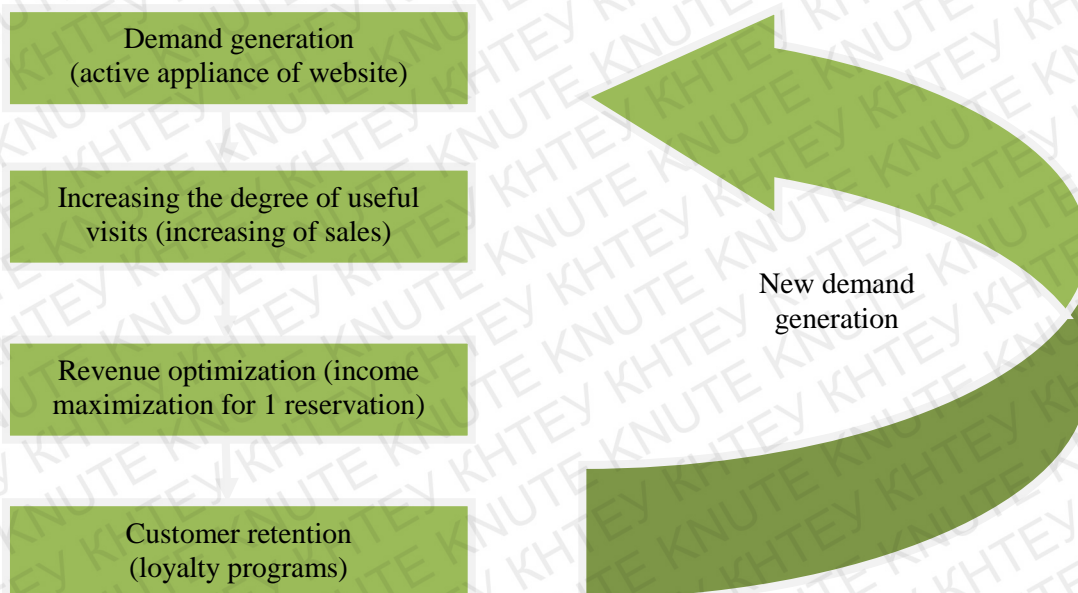 Demand generation
(active appliance of website)
Increasing the degree of useful
visits (increasing of sales)
Revenue optimization (income
maximization for 1 reservation)
Customer retention
(loyalty programs)
New demand
generation